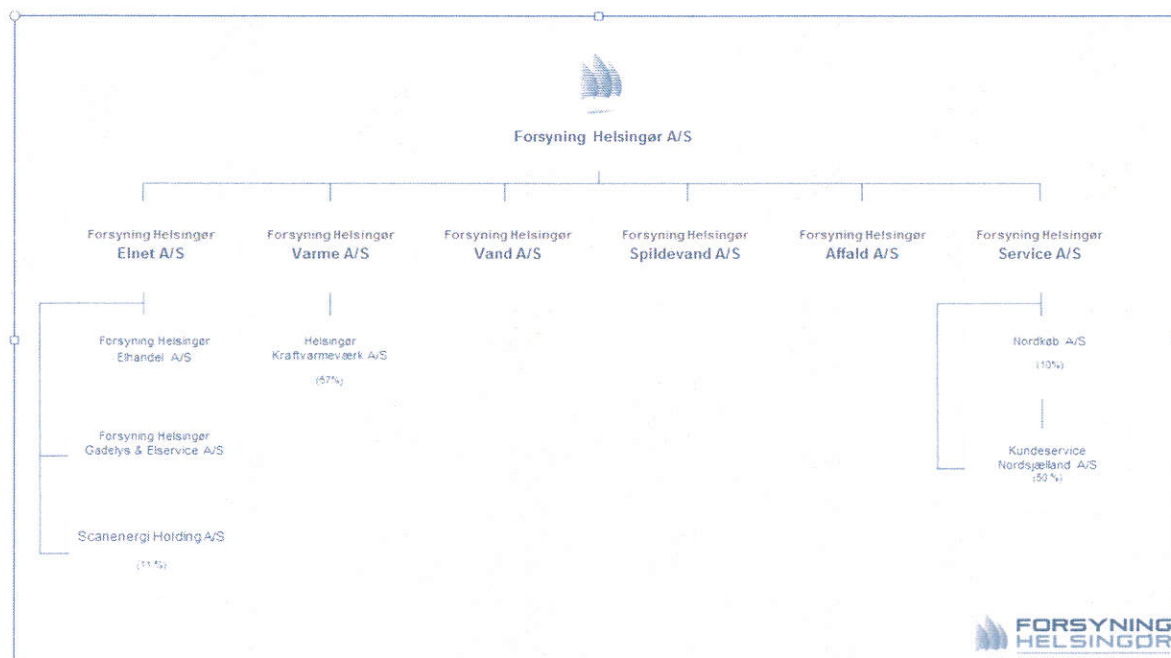 Forsyning Helsingør A/S
Forsyning Helsingør
Elnet A/S
Forsyning Helsingør
Varme A/S
Forsyning Helsingør
Vand A/S
Forsyning Helsingør
Spildevand A/S
Forsyning Helsingør
Affald A/S
Forsyning Helsingør
Service A/S
Forsyning Helsingør
Elhandel A/S
Forsyning Helsingør
Gadelys & Elservice A/S
Scanenergi Holding A/S
(11 %)
Helsingør
Kraftvarmeværk A/S
(67%)
Nordkøb A/S
(10%)
Kundeservice
Nordsjælland A/S
(50 %)
FORSYNING
HELSINGØR